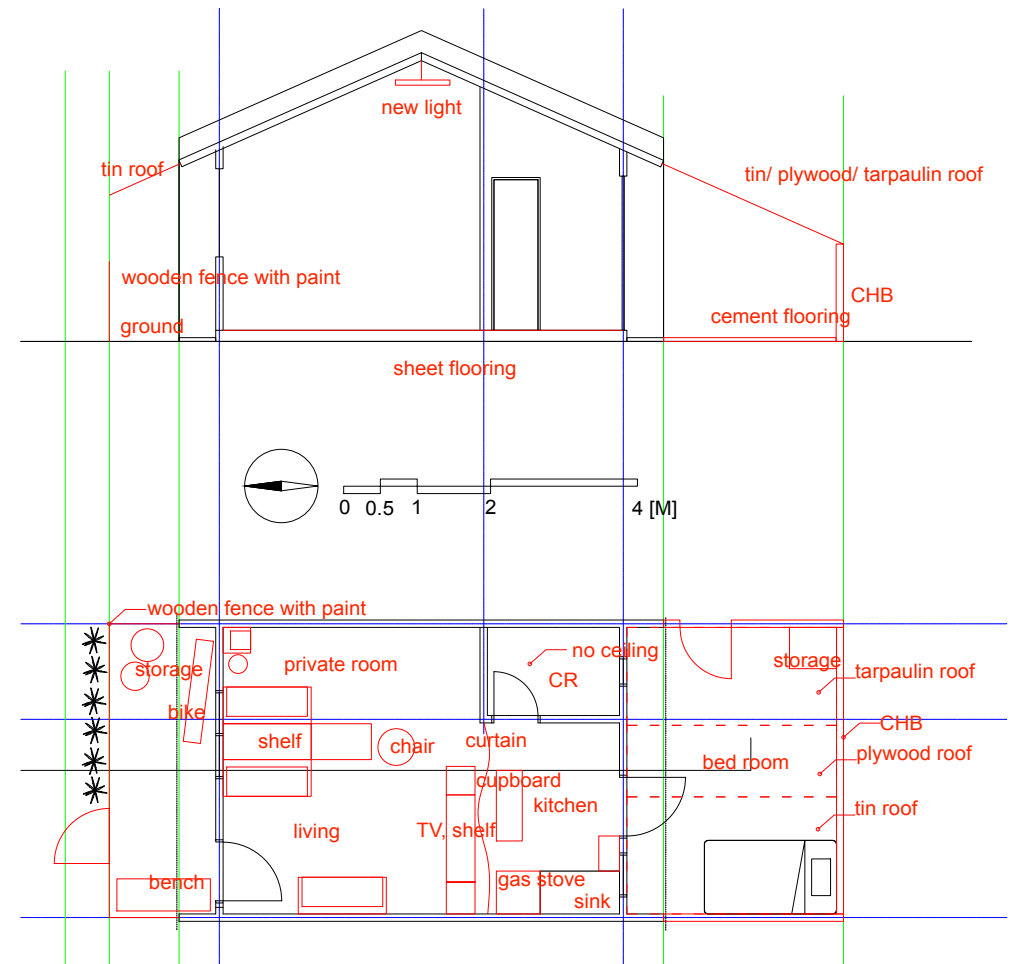 new light
tin roof
tin/ plywood/ tarpaulin roof
wooden fence with paint
CHB
cement flooring
ground
sheet flooring
0 0.5 1 2 4 [M]
wooden fence with paint
no ceiling
storage
private room
CR
storage
tarpaulin roof
bike
CHB
shelf
chair
curtain
plywood roof
bed room
cupboard
kitchen
tin roof
living
TV, shelf
bench
gas stove
sink